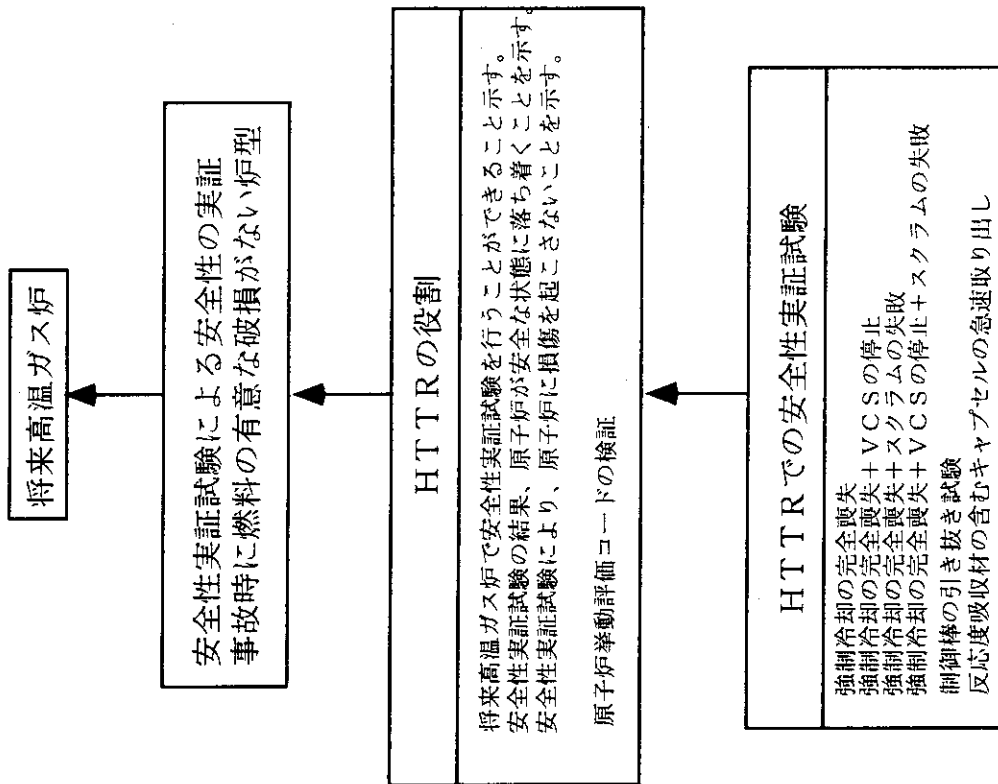 将来高温ガス炉
安全性実証試験による安全性の実証
事故時に燃料の有意な破損がない炉型
HTTRの役割
将来高温ガス炉で安全性実証試験を行うことができること示す。
安全性実証試験の結果、原子炉が安全な状態に落ち着くことを示す。
安全性実証試験により、原子炉に損傷を起こさないことを示す。
原子炉挙動評価コードの検証
HTTRでの安全性実証試験
強制冷却の完全喪失
強制冷却の完全喪失+VCSの停止
強制冷却の完全喪失+スクラムの失敗
強制冷却の完全喪失+VCSの停止+スクラムの失敗
制御棒の引き抜き試験
反応度吸収材の含むキャプセルの急速取り出し